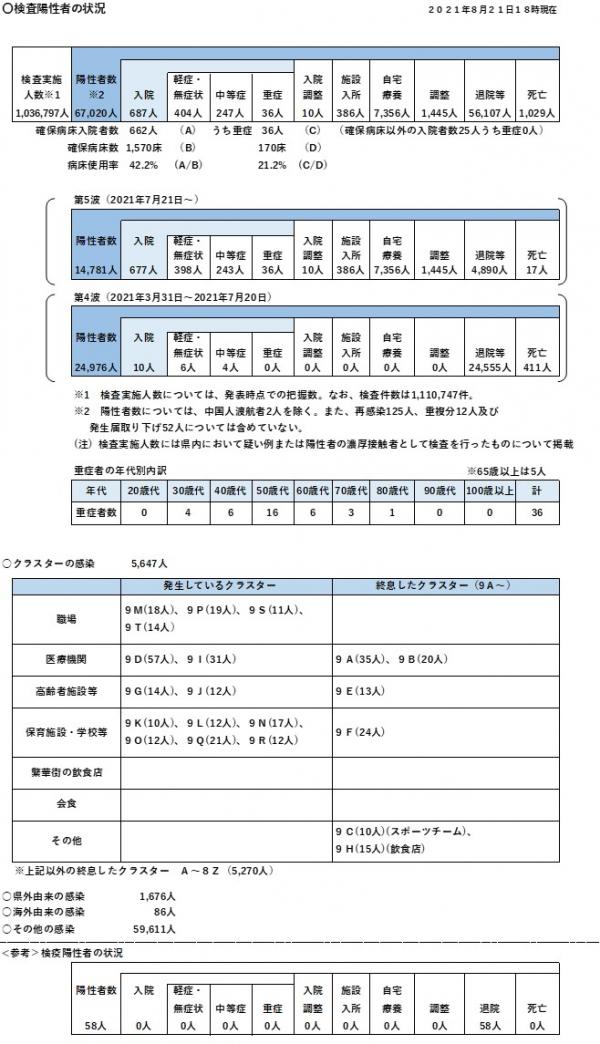 〇検査陽性者の状況
２０２１年８月２１日１８時現在
検査実施人数※1 陽性者数※2 入院 軽症・無症状 中等症 重症 入院調整 施設入所 自宅療養 調整 退院等 死亡
1,036,797人 67,020人 687人 404人 247人 36人 10人 386人 7,356人 1,445人 56,107人 1,029人
確保病床入院者数 662人 （A） うち重症 36人 （C） （確保病床以外の入院者数25人うち重症0人）
確保病床数 1,570床 （B） 170床 （D）
病床使用率 42.2% （A/B） 21.2% （C/D）
第5波（2021年7月21日～）
陽性者数 入院 軽症・無症状 中等症 重症 入院調整 施設入所 自宅療養 調整 退院等 死亡
14,781人 677人 398人 243人 36人 10人 386人 7,356人 1,445人 4,890人 17人
第4波（2021年3月31日～2021年7月20日）
陽性者数 入院 軽症・無症状 中等症 重症 入院調整 施設入所 自宅療養 調整 退院等 死亡
24,976人 10人 6人 4人 0人 0人 0人 0人 0人 24,555人 411人
※1　検査実施人数については、発表時点での把握数。なお、検査件数は1,110,747件。
※2　陽性者数については、中国人渡航者2人を除く。また、再感染125人、重複分12人及び
発生届取り下げ52人については含めていない。
（注）検査実施人数には県内において疑い例または陽性者の濃厚接触者として検査を行ったものについて掲載
重症者の年代別内訳
※65歳以上は5人
年代 20歳代 30歳代 40歳代 50歳代 60歳代 70歳代 80歳代 90歳代 100歳以上 計
重症者数 0 4 6 16 6 3 1 0 0 36
〇クラスターの感染 5,647人
発生しているクラスター 終息したクラスター（９Ａ～）
職場 ９Ｍ(18人)、９Ｐ(19人)、９Ｓ(11人)、
９Ｔ(14人)
医療機関 ９Ｄ(57人)、９Ｉ(31人) ９Ａ(35人)、９Ｂ(20人)
高齢者施設等 ９Ｇ(14人)、９Ｊ(12人) ９Ｅ(13人)
保育施設・学校等 ９Ｋ(10人)、９Ｌ(12人)、９Ｎ(17人)、
９Ｏ(12人)、９Ｑ(21人)、９Ｒ(12人) ９Ｆ(24人)
繁華街の飲食店
会食
その他 ９Ｃ(10人)(スポーツチーム)、
９Ｈ(15人)(飲食店)
※上記以外の終息したクラスター　Ａ～８Ｚ（5,270人）
〇県外由来の感染 1,676人
〇海外由来の感染 86人
〇その他の感染 59,611人
<参考>検疫陽性者の状況
陽性者数 入院 軽症・無症状 中等症 重症 入院調整 施設入所 自宅療養 調整 退院 死亡
58人 0人 0人 0人 0人 0人 0人 0人 0人 58人 0人